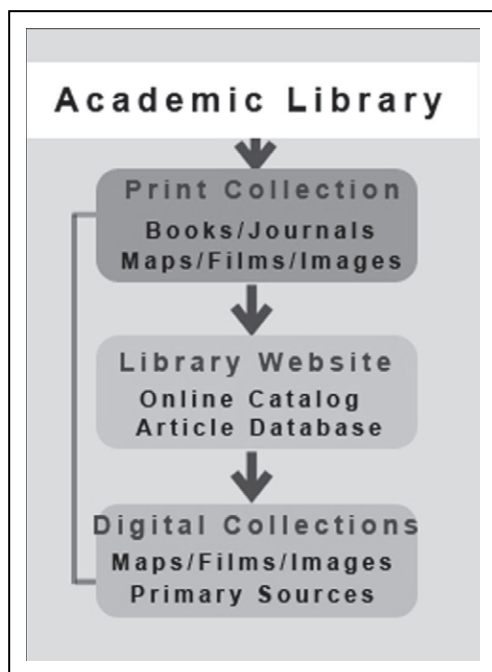 Academic Library
Print Collection
Books/Journals
Maps/Films/Images
Library Website
Online Catalog
Article Database
Digital Collections
Maps/Films/Images
Primary Sources